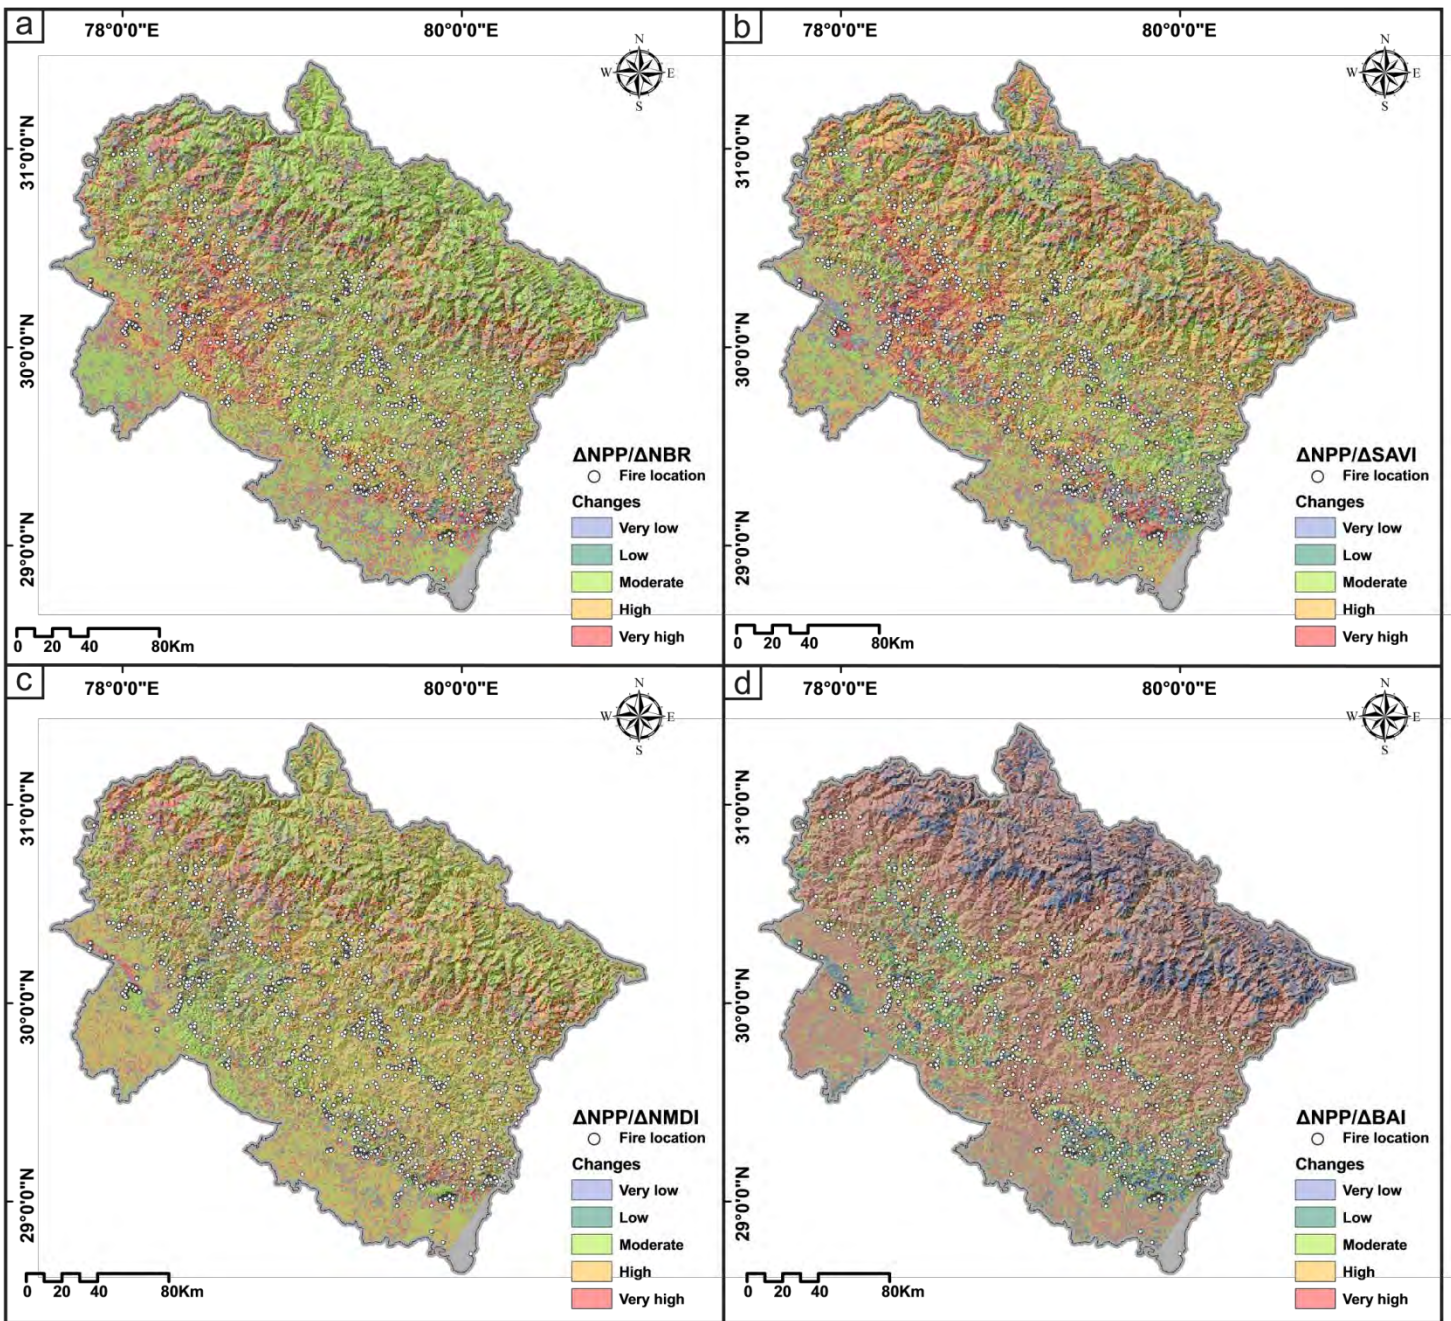 a
78°0'0"E 80°0'0"E
N
W E
S
31°0'0"N
30°0'0"N
29°0'0"N
ΔNPP/ΔNBR
Fire location
Changes
Very low
Low
Moderate
High
Very high
0 20 40 80Km
b
78°0'0"E 80°0'0"E
N
W E
S
ΔNPP/ΔSAVI
Fire location
Changes
Very low
Low
Moderate
High
Very high
31°0'0"N
30°0'0"N
29°0'0"N
0 20 40 80Km
c
78°0'0"E 80°0'0"E
N
W E
S
31°0'0"N
30°0'0"N
29°0'0"N
ΔNPP/ΔNMDI
Fire location
Changes
Very low
Low
Moderate
High
Very high
0 20 40 80Km
d
78°0'0"E 80°0'0"E
N
W E
S
31°0'0"N
30°0'0"N
29°0'0"N
ΔNPP/ΔBAI
Fire location
Changes
Very low
Low
Moderate
High
Very high
0 20 40 80Km